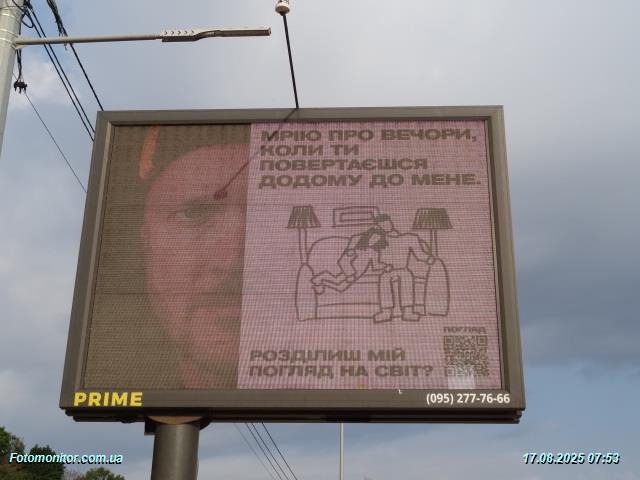 МРІЮ ПРО ВЕЧОРИ,
КОЛИ ТИ
ПОВЕРТАЄШСЯ
ДОДОМУ ДО МЕНЕ.
ПОГЛЯД
РОЗДІЛИШ МІЙ
ПОГЛЯД НА СВІТ?
PRIME
(095) 277-76-66
Fotomonitor.com.ua
17.08.2025 07:53